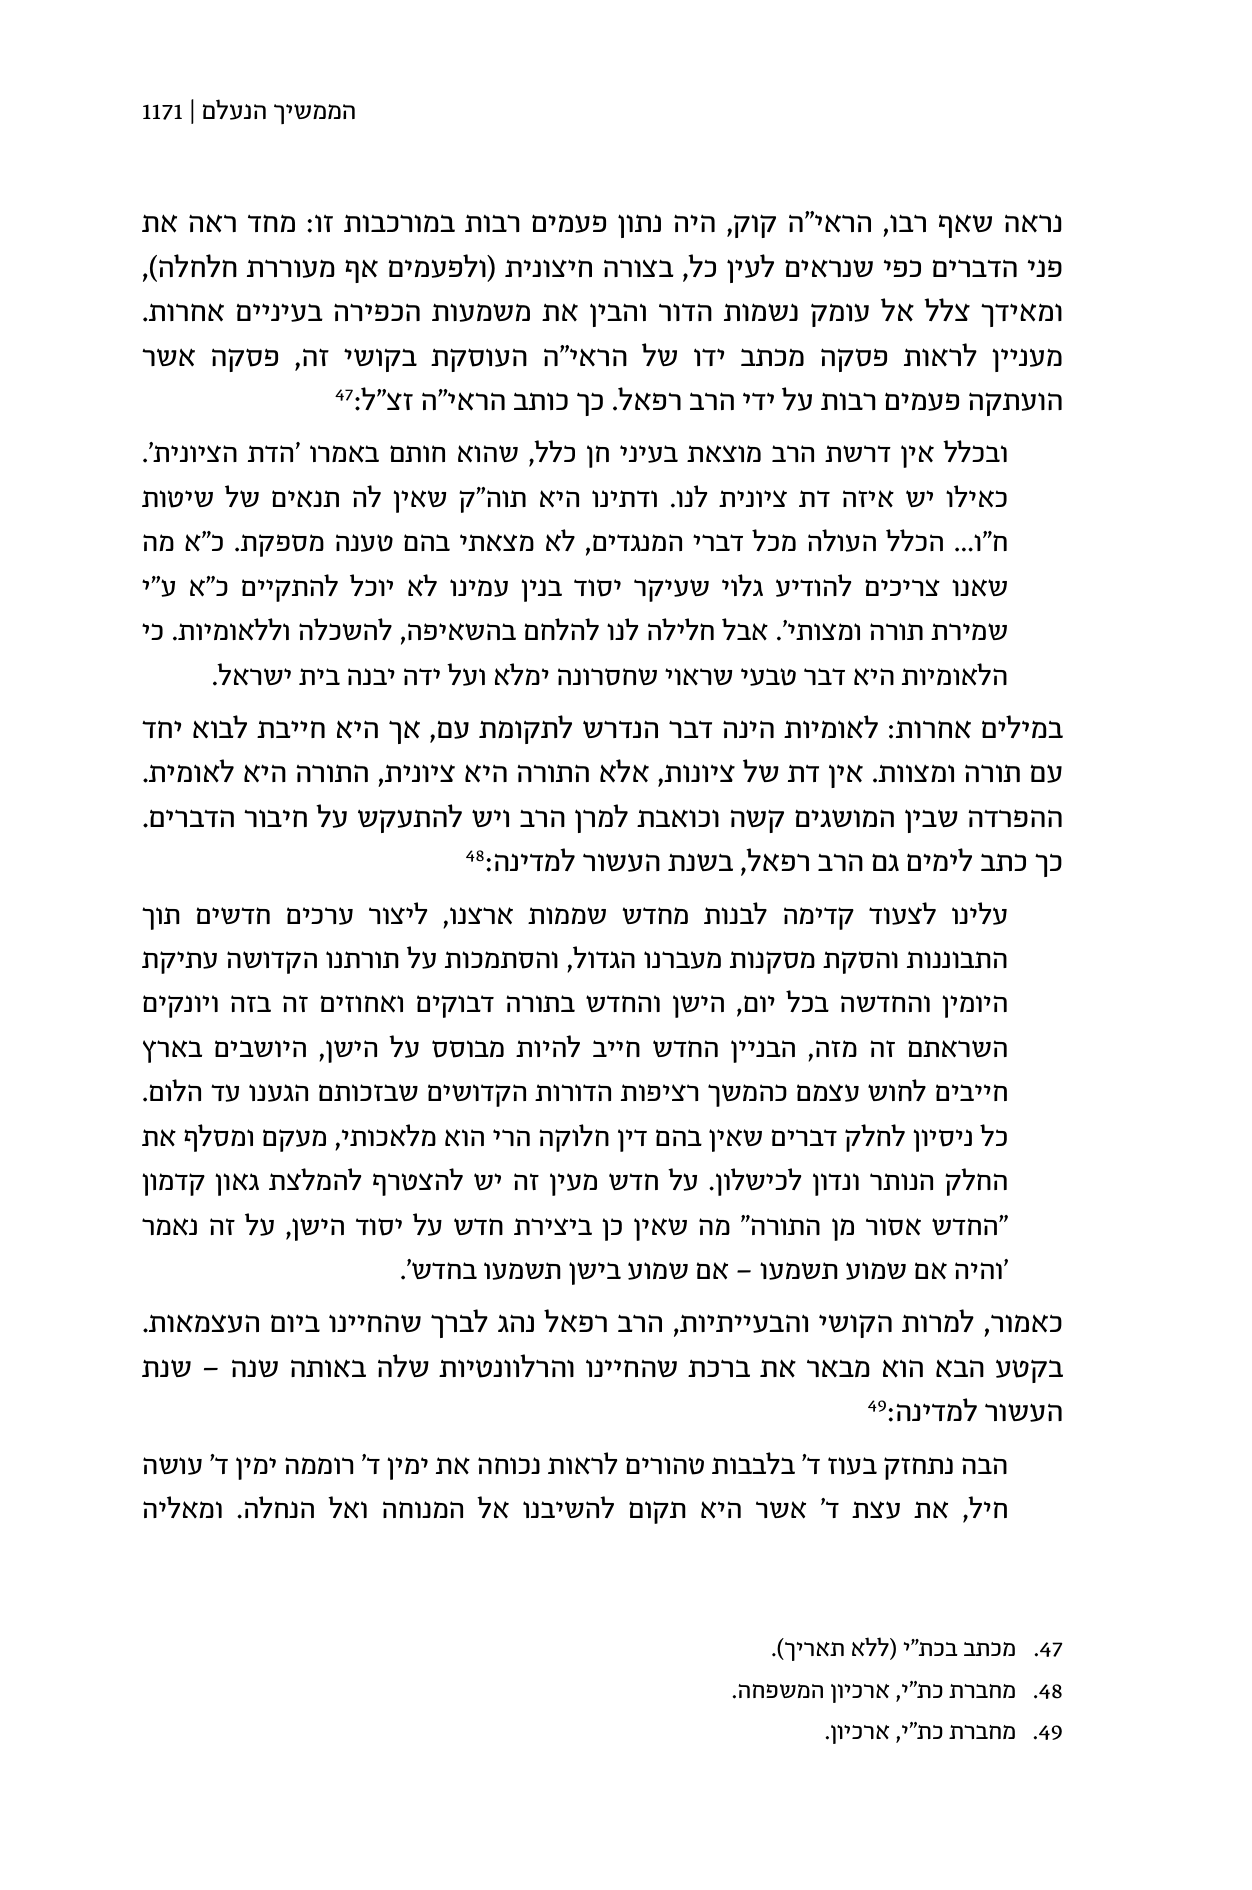 הממשיך הנעלם | 1171
נראה שאף רבו, הראי"ה קוק, היה נתון פעמים רבות במורכבות זו: מחד ראה את
פני הדברים כפי שנראים לעין כל, בצורה חיצונית (ולפעמים אף מעוררת חלחלה),
ומאידך צלל אל עומק נשמות הדור והבין את משמעות הכפירה בעיניים אחרות.
מעניין לראות פסקה מכתב ידו של הראי"ה העוסקת בקושי זה, פסקה אשר
הועתקה פעמים רבות על ידי הרב רפאל. כך כותב הראי"ה זצ"ל:47
ובכלל אין דרשת הרב מוצאת בעיני חן כלל, שהוא חותם באמרו 'הדת הציונית'.
כאילו יש איזה דת ציונית לנו. ודתינו היא תוה"ק שאין לה תנאים של שיטות
ח"ו... הכלל העולה מכל דברי המנגדים, לא מצאתי בהם טענה מספקת. כ"א מה
שאנו צריכים להודיע גלוי שעיקר יסוד בנין עמינו לא יוכל להתקיים כ"א ע"י
שמירת תורה ומצותי'. אבל חלילה לנו להלחם בהשאיפה, להשכלה וללאומיות. כי
הלאומיות היא דבר טבעי שראוי שחסרונה ימלא ועל ידה יבנה בית ישראל.
במילים אחרות: לאומיות הינה דבר הנדרש לתקומת עם, אך היא חייבת לבוא יחד
עם תורה ומצוות. אין דת של ציונות, אלא התורה היא ציונית, התורה היא לאומית.
ההפרדה שבין המושגים קשה וכואבת למרן הרב ויש להתעקש על חיבור הדברים.
כך כתב לימים גם הרב רפאל, בשנת העשור למדינה:48
עלינו לצעוד קדימה לבנות מחדש שממות ארצנו, ליצור ערכים חדשים תוך
התבוננות והסקת מסקנות מעברנו הגדול, והסתמכות על תורתנו הקדושה עתיקת
היומין והחדשה בכל יום, הישן והחדש בתורה דבוקים ואחוזים זה בזה ויונקים
השראתם זה מזה, הבניין החדש חייב להיות מבוסס על הישן, היושבים בארץ
חייבים לחוש עצמם כהמשך רציפות הדורות הקדושים שבזכותם הגענו עד הלום.
כל ניסיון לחלק דברים שאין בהם דין חלוקה הרי הוא מלאכותי, מעקם ומסלף את
החלק הנותר ונדון לכישלון. על חדש מעין זה יש להצטרף להמלצת גאון קדמון
"החדש אסור מן התורה" מה שאין כן ביצירת חדש על יסוד הישן, על זה נאמר
'והיה אם שמוע תשמעו – אם שמוע בישן תשמעו בחדש'.
כאמור, למרות הקושי והבעייתיות, הרב רפאל נהג לברך שהחיינו ביום העצמאות.
בקטע הבא הוא מבאר את ברכת שהחיינו והרלוונטיות שלה באותה שנה – שנת
העשור למדינה:49
הבה נתחזק בעוז ד' בלבבות טהורים לראות נכוחה את ימין ד' רוממה ימין ד' עושה
חיל, את עצת ד' אשר היא תקום להשיבנו אל המנוחה ואל הנחלה. ומאליה
47. מכתב בכת"י (ללא תאריך).
48. מחברת כת"י, ארכיון המשפחה.
49. מחברת כת"י, ארכיון.